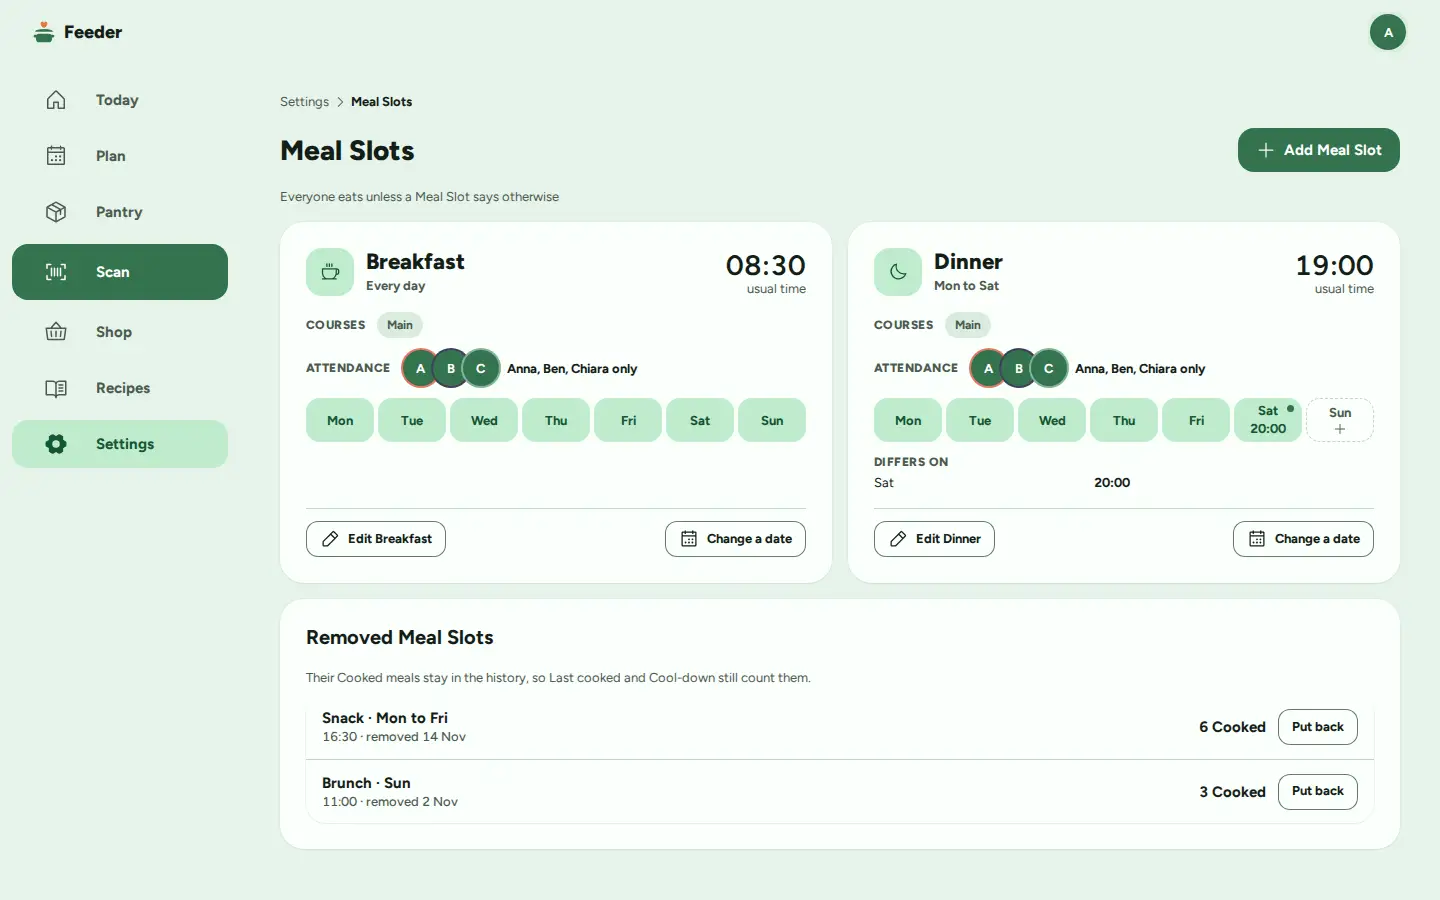 Feeder
A
Today
Plan
Pantry
Scan
Shop
Recipes
Settings
Settings > Meal Slots
Meal Slots
Add Meal Slot
Everyone eats unless a Meal Slot says otherwise
Breakfast
Every day
08:30
usual time
COURSES Main
ATTENDANCE A B C Anna, Ben, Chiara only
Mon Tue Wed Thu Fri Sat Sun
Edit Breakfast
Change a date
Dinner
Mon to Sat
19:00
usual time
COURSES Main
ATTENDANCE A B C Anna, Ben, Chiara only
Mon Tue Wed Thu Fri Sat 20:00 Sun +
DIFFERS ON
Sat 20:00
Edit Dinner
Change a date
Removed Meal Slots
Their Cooked meals stay in the history, so Last cooked and Cool-down still count them.
Snack · Mon to Fri
16:30 · removed 14 Nov
6 Cooked
Put back
Brunch · Sun
11:00 · removed 2 Nov
3 Cooked
Put back